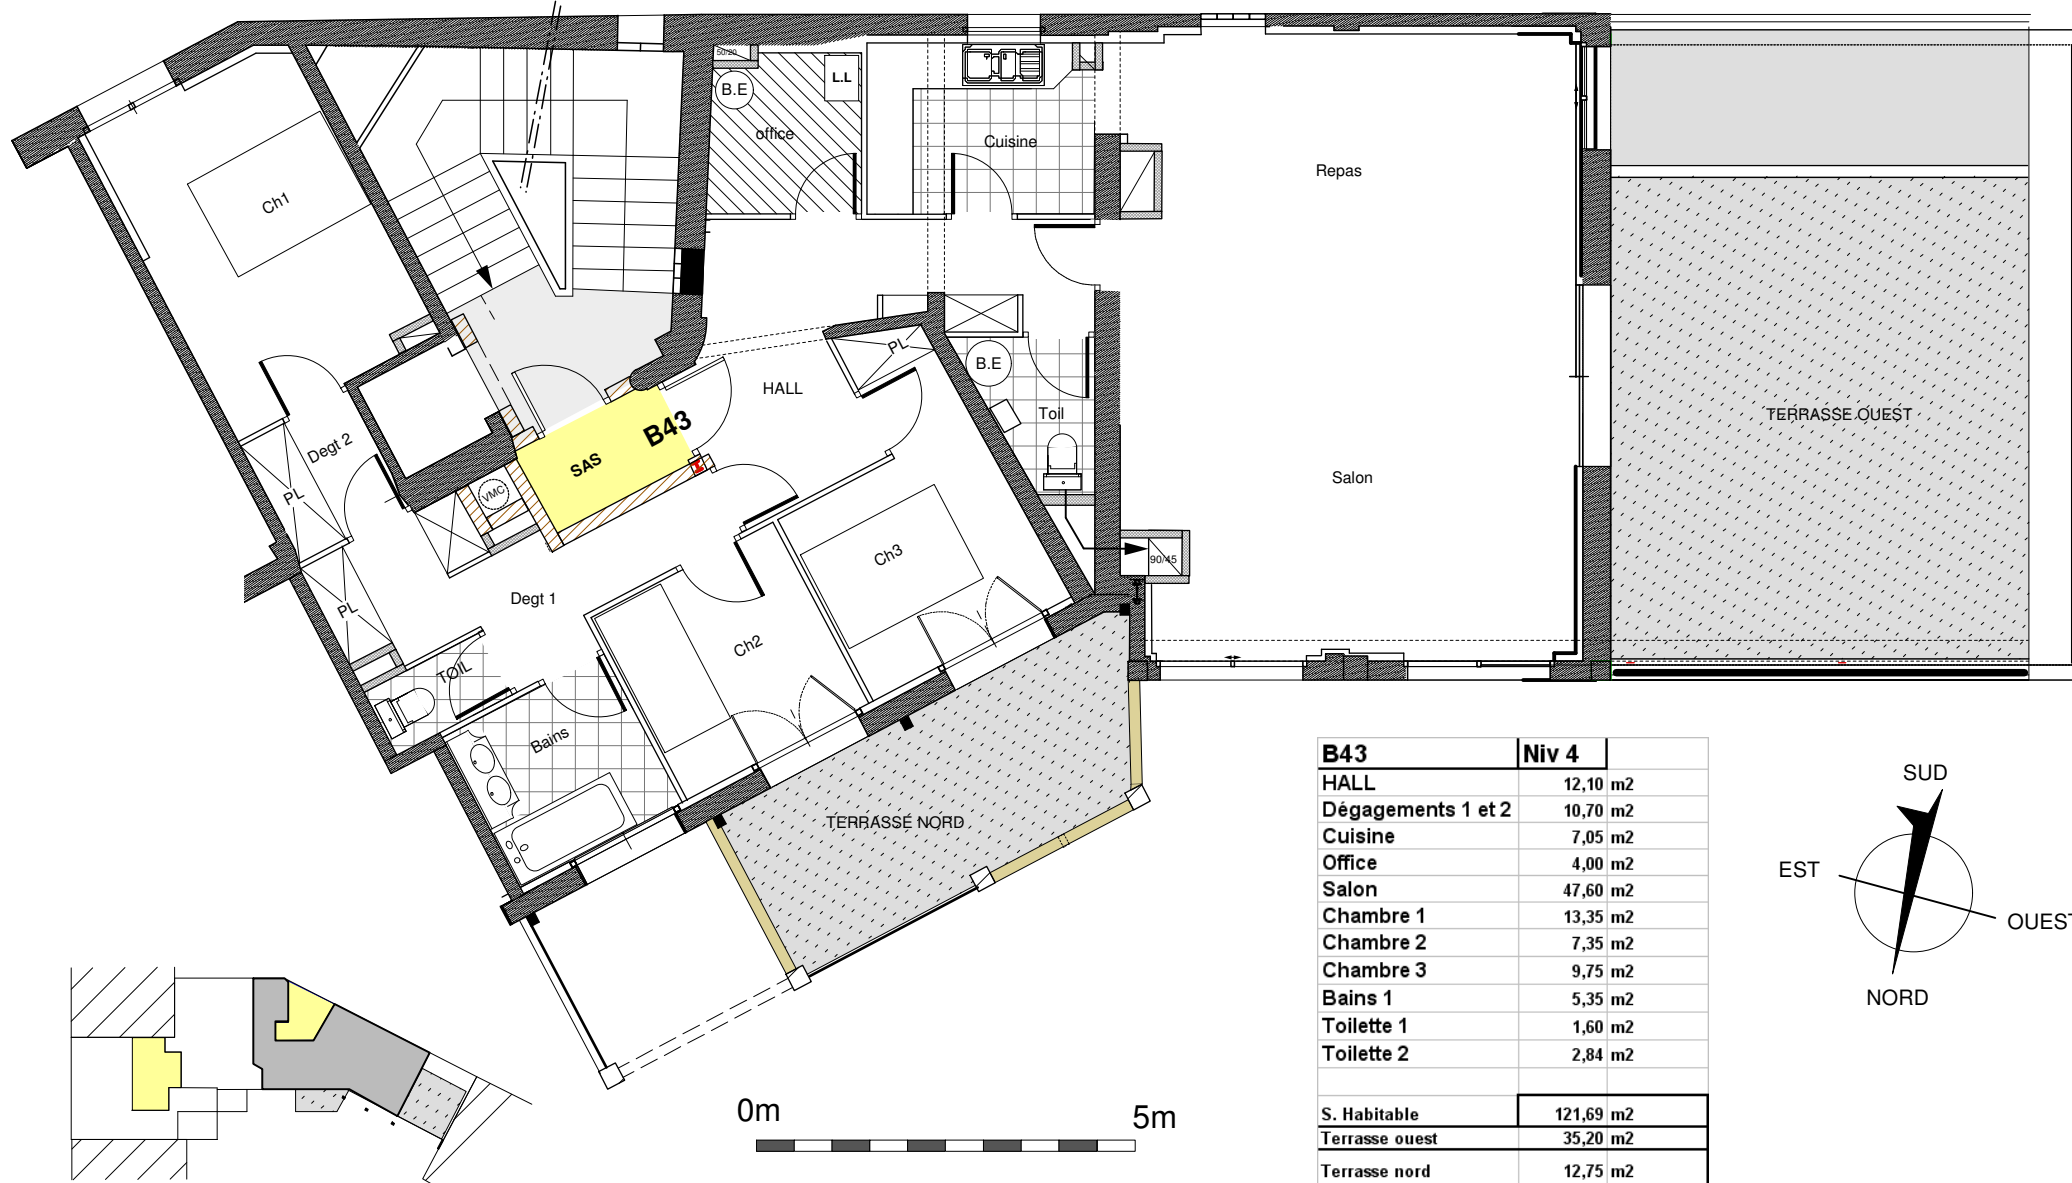 50/20
B.E
L.L
office
Cuisine
Repas
Ch1
PL
HALL
B.E
Toil
B43
SAS
Degt 2
PL
VMC
TERRASSE OUEST
Salon
Ch3
90/45
Degt 1
PL
Ch2
TOIL
Bains
TERRASSE NORD
B43 Niv 4
HALL 12,10 m2
Dégagements 1 et 2 10,70 m2
Cuisine 7,05 m2
Office 4,00 m2
Salon 47,60 m2
Chambre 1 13,35 m2
Chambre 2 7,35 m2
Chambre 3 9,75 m2
Bains 1 5,35 m2
Toilette 1 1,60 m2
Toilette 2 2,84 m2
S. Habitable 121,69 m2
Terrasse ouest 35,20 m2
Terrasse nord 12,75 m2
SUD
EST
OUEST
NORD
0m 5m